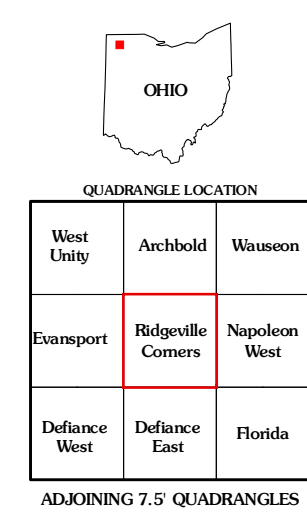 OHIO
QUADRANGLE LOCATION
West
Unity
Archbold
Wauseon
Evansport
Ridgeville
Corners
Napoleon
West
Defiance
West
Defiance
East
Florida
ADJOINING 7.5' QUADRANGLES